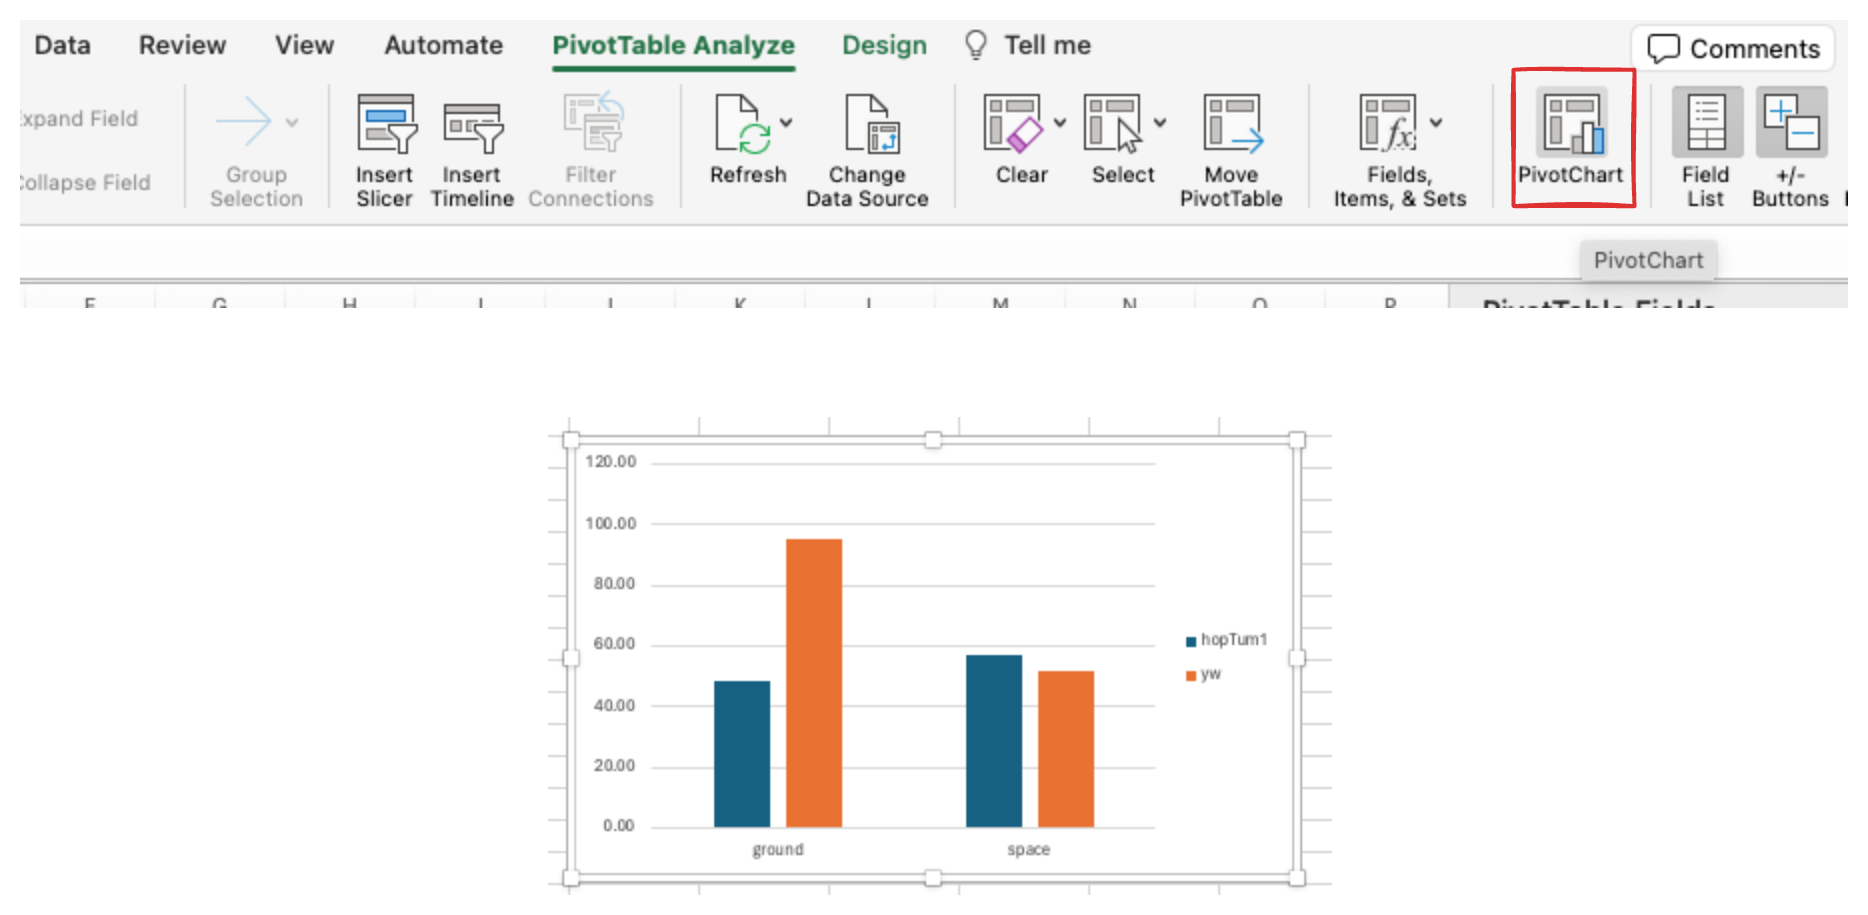 Data Review View Automate PivotTable Analyze Design Tell me Comments
xpand Field
ollapse Field
Group
Selection
Insert
Slicer
Insert
Timeline
Filter
Connections
Refresh
Change
Data Source
Clear
Select
Move
PivotTable
Fields,
Items, & Sets
PivotChart
Field
List
+/-
Buttons
PivotChart
G H K M N
PivotTable Fields
120.00
100.00
80.00
60.00
40.00
20.00
0.00
ground space
hopTum1
yw